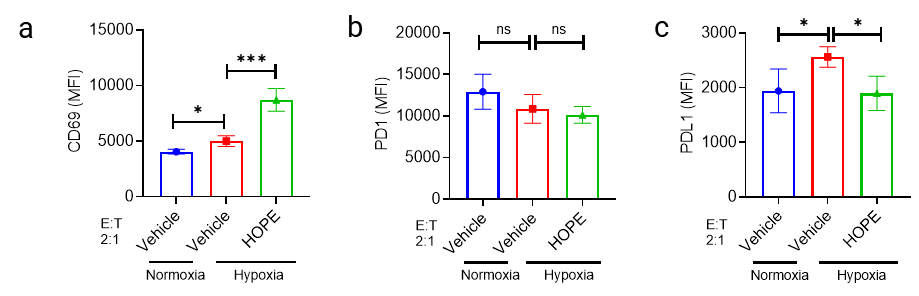 a
CD69 (MFI)
15000
10000
5000
0
*
***
E:T
2:1
Vehicle
Vehicle
HOPE
Normoxia
Hypoxia
b
PD1 (MFI)
20000
15000
10000
5000
0
ns
ns
E:T
2:1
Vehicle
Vehicle
HOPE
Normoxia
Hypoxia
c
PDL1 (MFI)
3000
2000
1000
0
*
*
E:T
2:1
Vehicle
Vehicle
HOPE
Normoxia
Hypoxia